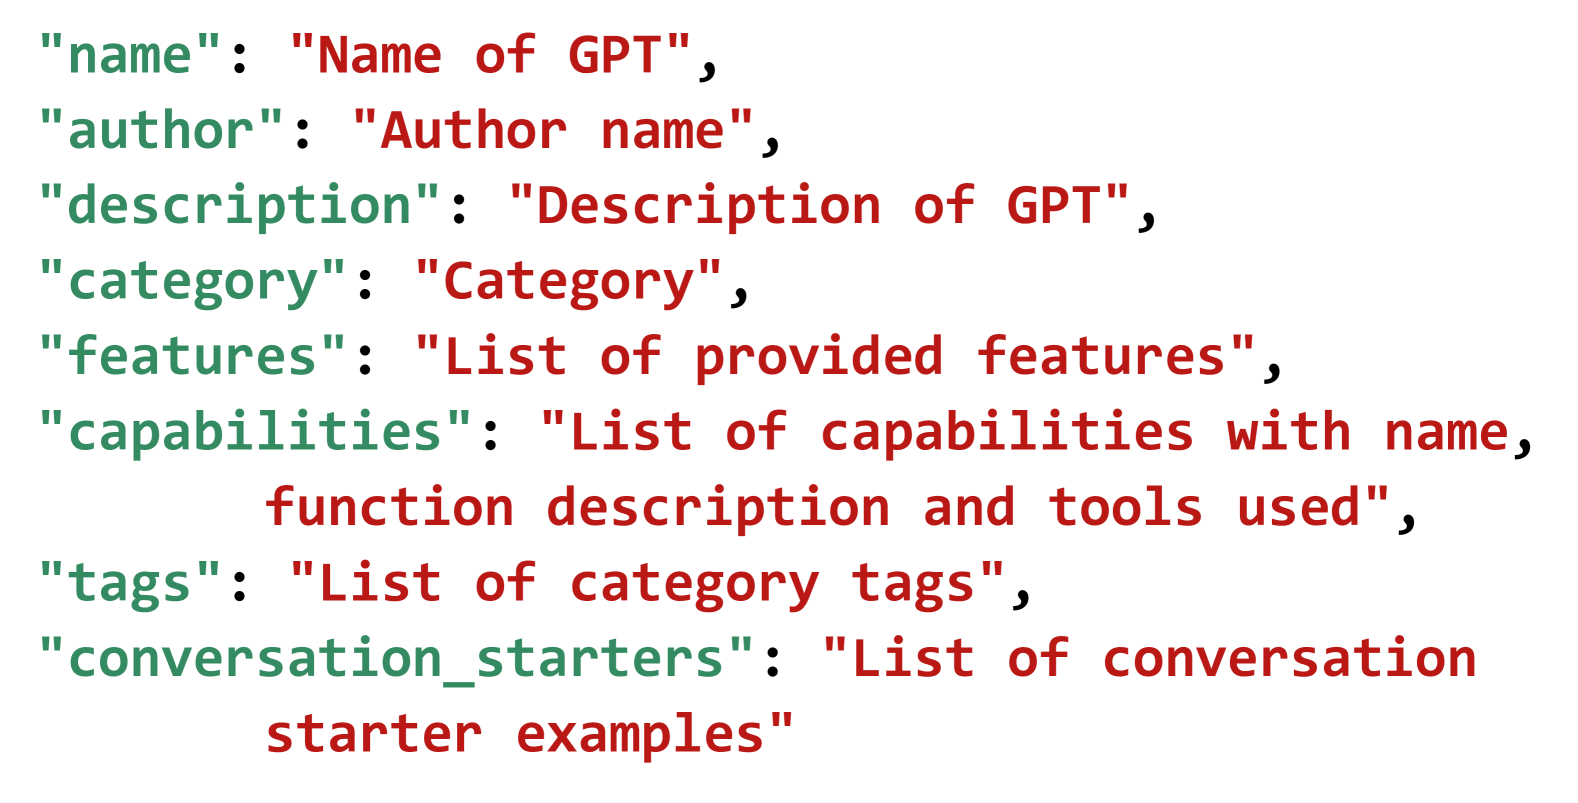 "name": "Name of GPT",
"author": "Author name",
"description": "Description of GPT",
"category": "Category",
"features": "List of provided features",
"capabilities": "List of capabilities with name,
function description and tools used",
"tags": "List of category tags",
"conversation_starters": "List of conversation
starter examples"